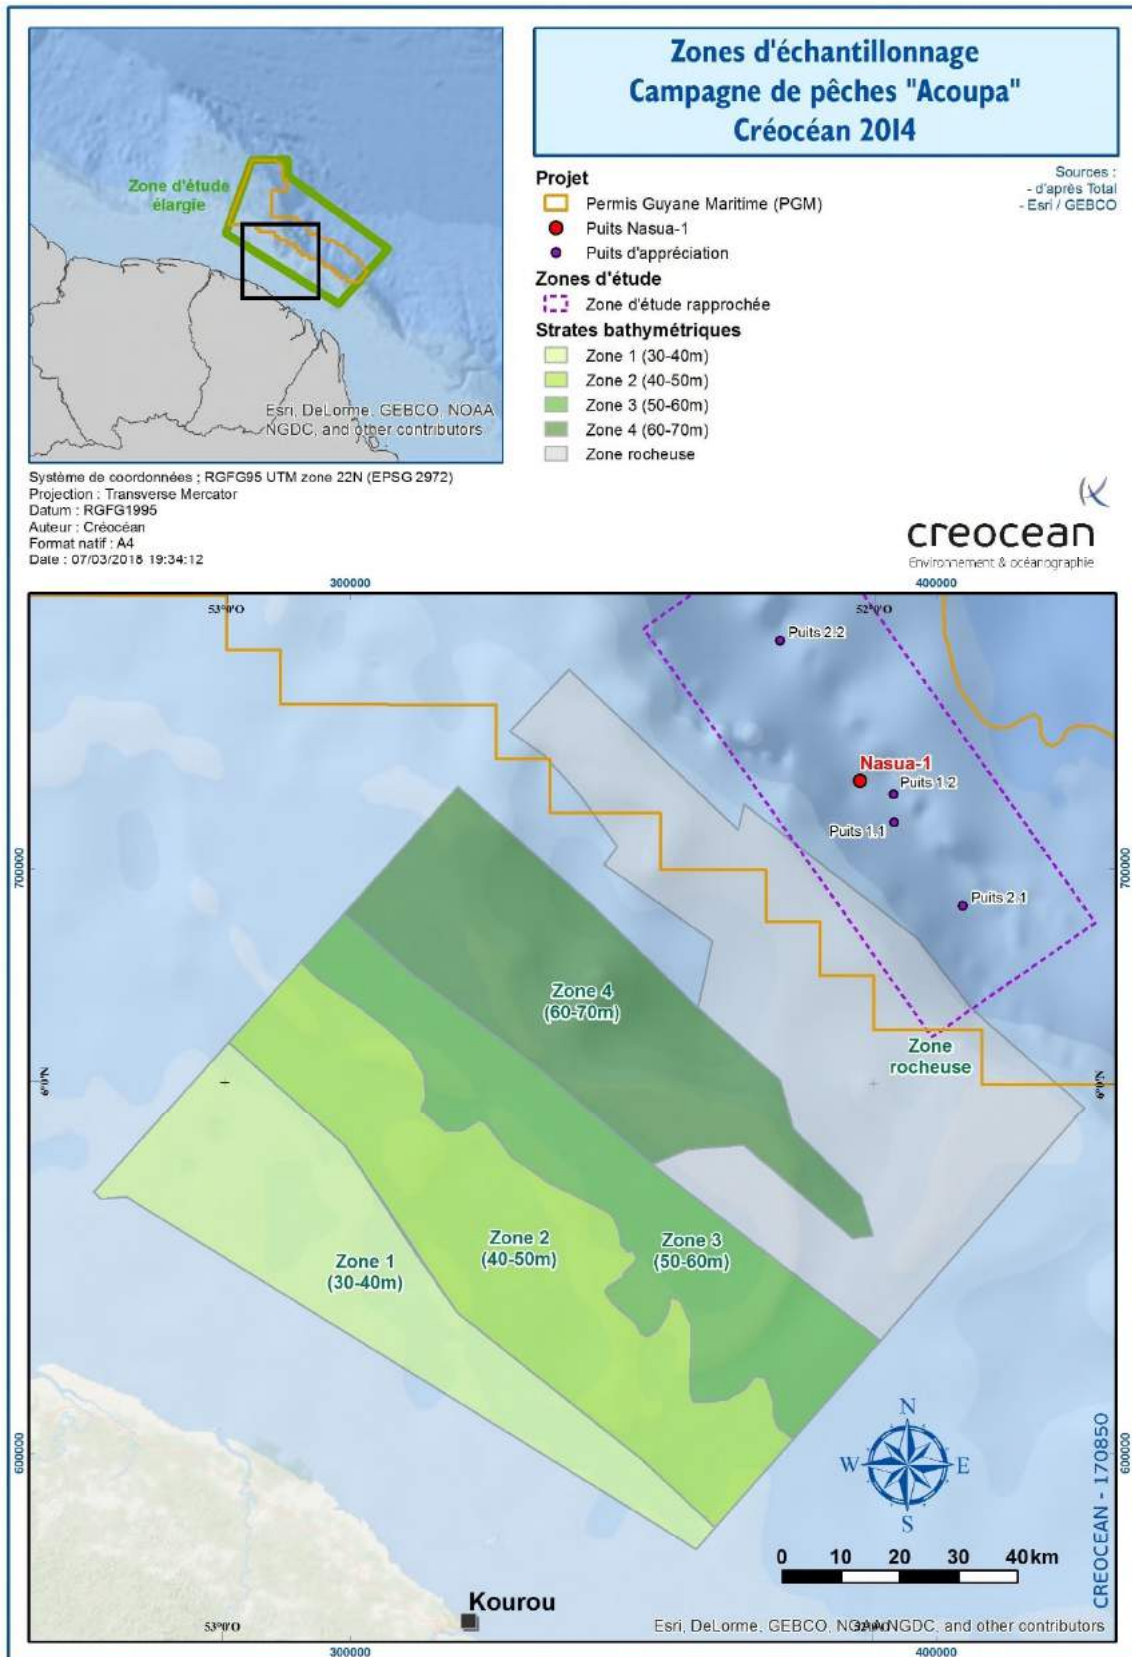 Zones d'échantillonnage
Campagne de pêches "Acoupa"
Créocéan 2014
Zone d'étude
élargie
Esri, DeLorme, GEBCO, NOAA
NGDC, and other contributors
Projet
Permis Guyane Maritime (PGM)
Puits Nasua-1
Puits d'appréciation
Zones d'étude
Zone d'étude rapprochée
Strates bathymétriques
Zone 1 (30-40m)
Zone 2 (40-50m)
Zone 3 (50-60m)
Zone 4 (60-70m)
Zone rocheuse
Sources :
- d'après Total
- Esri / GEBCO
Système de coordonnées ; RGFG95 UTM zone 22N (EPSG 2972)
Projection : Transverse Mercator
Datum : RGFG1995
Auteur : Créocéan
Format natif : A4
Date : 07/03/2018 19:34:12
creocean
Environnement & océanographie
300000
400000
53°0'O
52°0'O
Puits 2.2
Nasua-1
Puits 1.2
Puits 1.1
Puits 2.1
700000
700000
Zone 4
(60-70m)
Zone
rocheuse
6°0'N
6°0'N
Zone 1
(30-40m)
Zone 2
(40-50m)
Zone 3
(50-60m)
600000
600000
N
W
E
S
0
10
20
30
40km
CREOCEAN - 170850
Kourou
53°0'O
52°0'O
Esri, DeLorme, GEBCO, NOAA NGDC, and other contributors
300000
400000